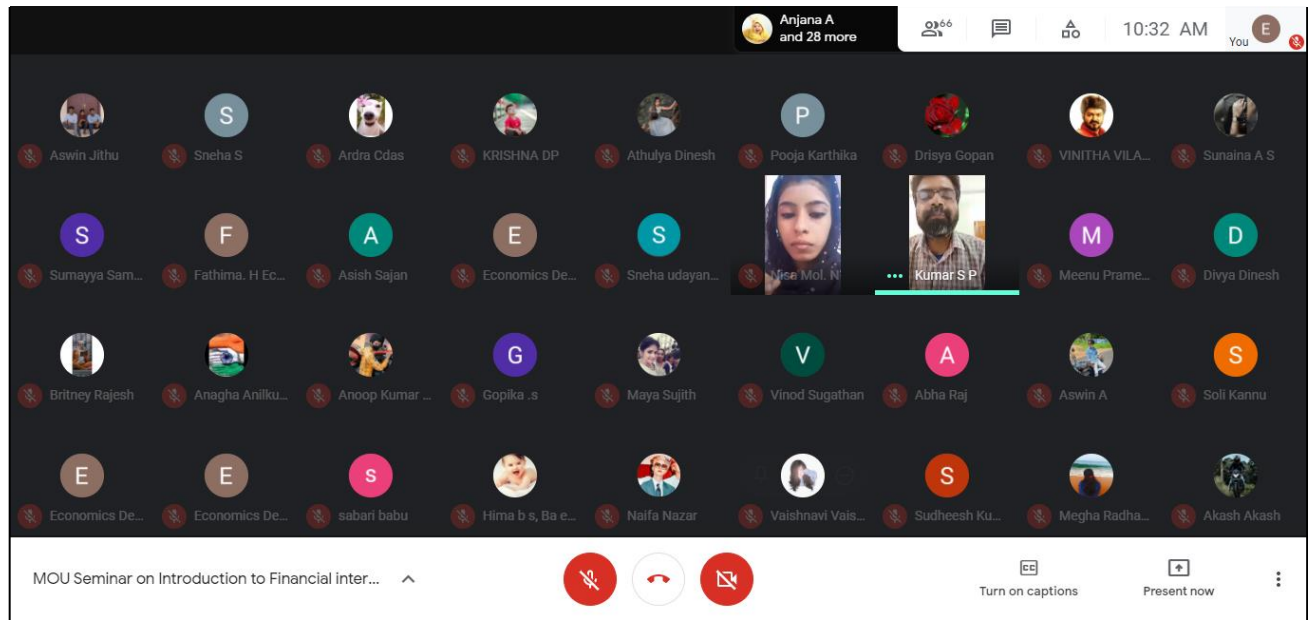 Anjana A
and 28 more
66
10:32 AM
You
E
S
P
Aswin Jithu
Sneha S
Ardra Cdas
KRISHNA DP
Athulya Dinesh
Pooja Karthika
Drisya Gopan
VINITHA VILA...
Sunaina A S
S
F
A
E
S
M
D
Sumayya Sam...
Fathima. H Ec...
Asish Sajan
Economics De...
Sneha udayan...
Nisa Mol. N
Kumar S P
Meenu Prame...
Divya Dinesh
G
V
A
S
Britney Rajesh
Anagha Anilku...
Anoop Kumar ...
Gopika .s
Maya Sujith
Vinod Sugathan
Abha Raj
Aswin A
Soli Kannu
E
E
s
S
Economics De...
Economics De...
sabari babu
Hima b s, Ba e...
Naifa Nazar
Vaishnavi Vais...
Sudheesh Ku...
Megha Radha...
Akash Akash
MOU Seminar on Introduction to Financial inter...
CC
Turn on captions
Present now